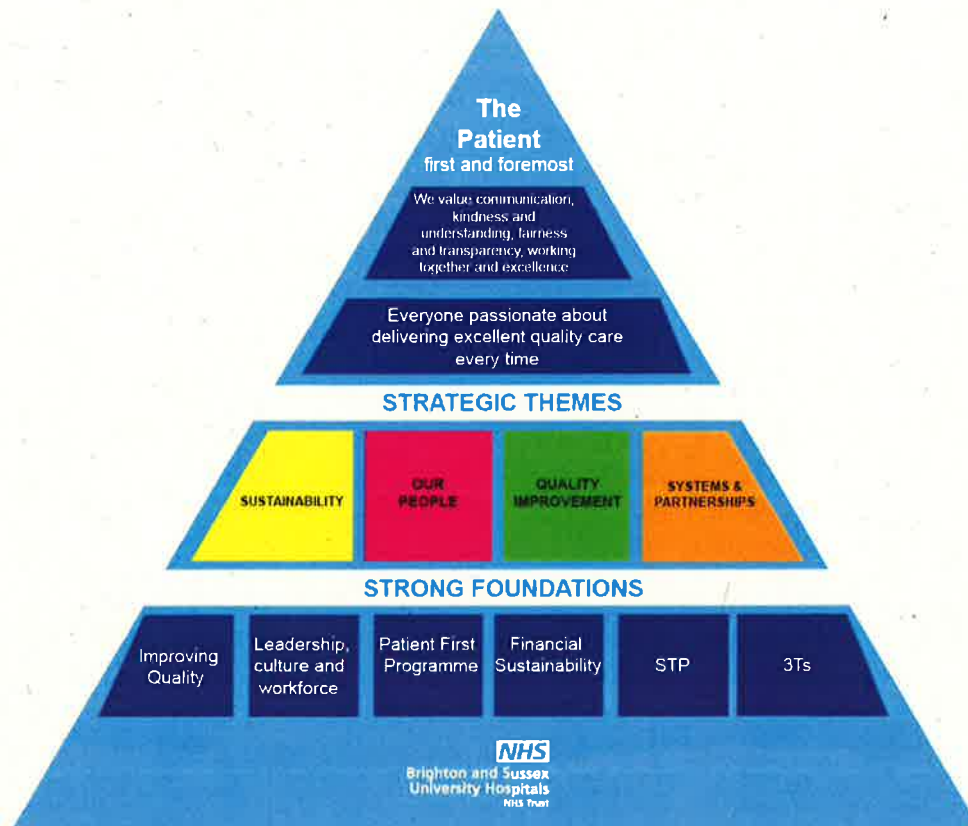 The
Patient
first and foremost
We value communication,
kindness and
understanding, fairness
and transparency, working
together and excellence
Everyone passionate about
delivering excellent quality care
every time
STRATEGIC THEMES
SUSTAINABILITY
OUR
PEOPLE
QUALITY
IMPROVEMENT
SYSTEMS &
PARTNERSHIPS
STRONG FOUNDATIONS
Improving
Quality
Leadership,
culture and
workforce
Patient First
Programme
Financial
Sustainability
STP
3Ts
NHS
Brighton and Sussex
University Hospitals
NHS Trust